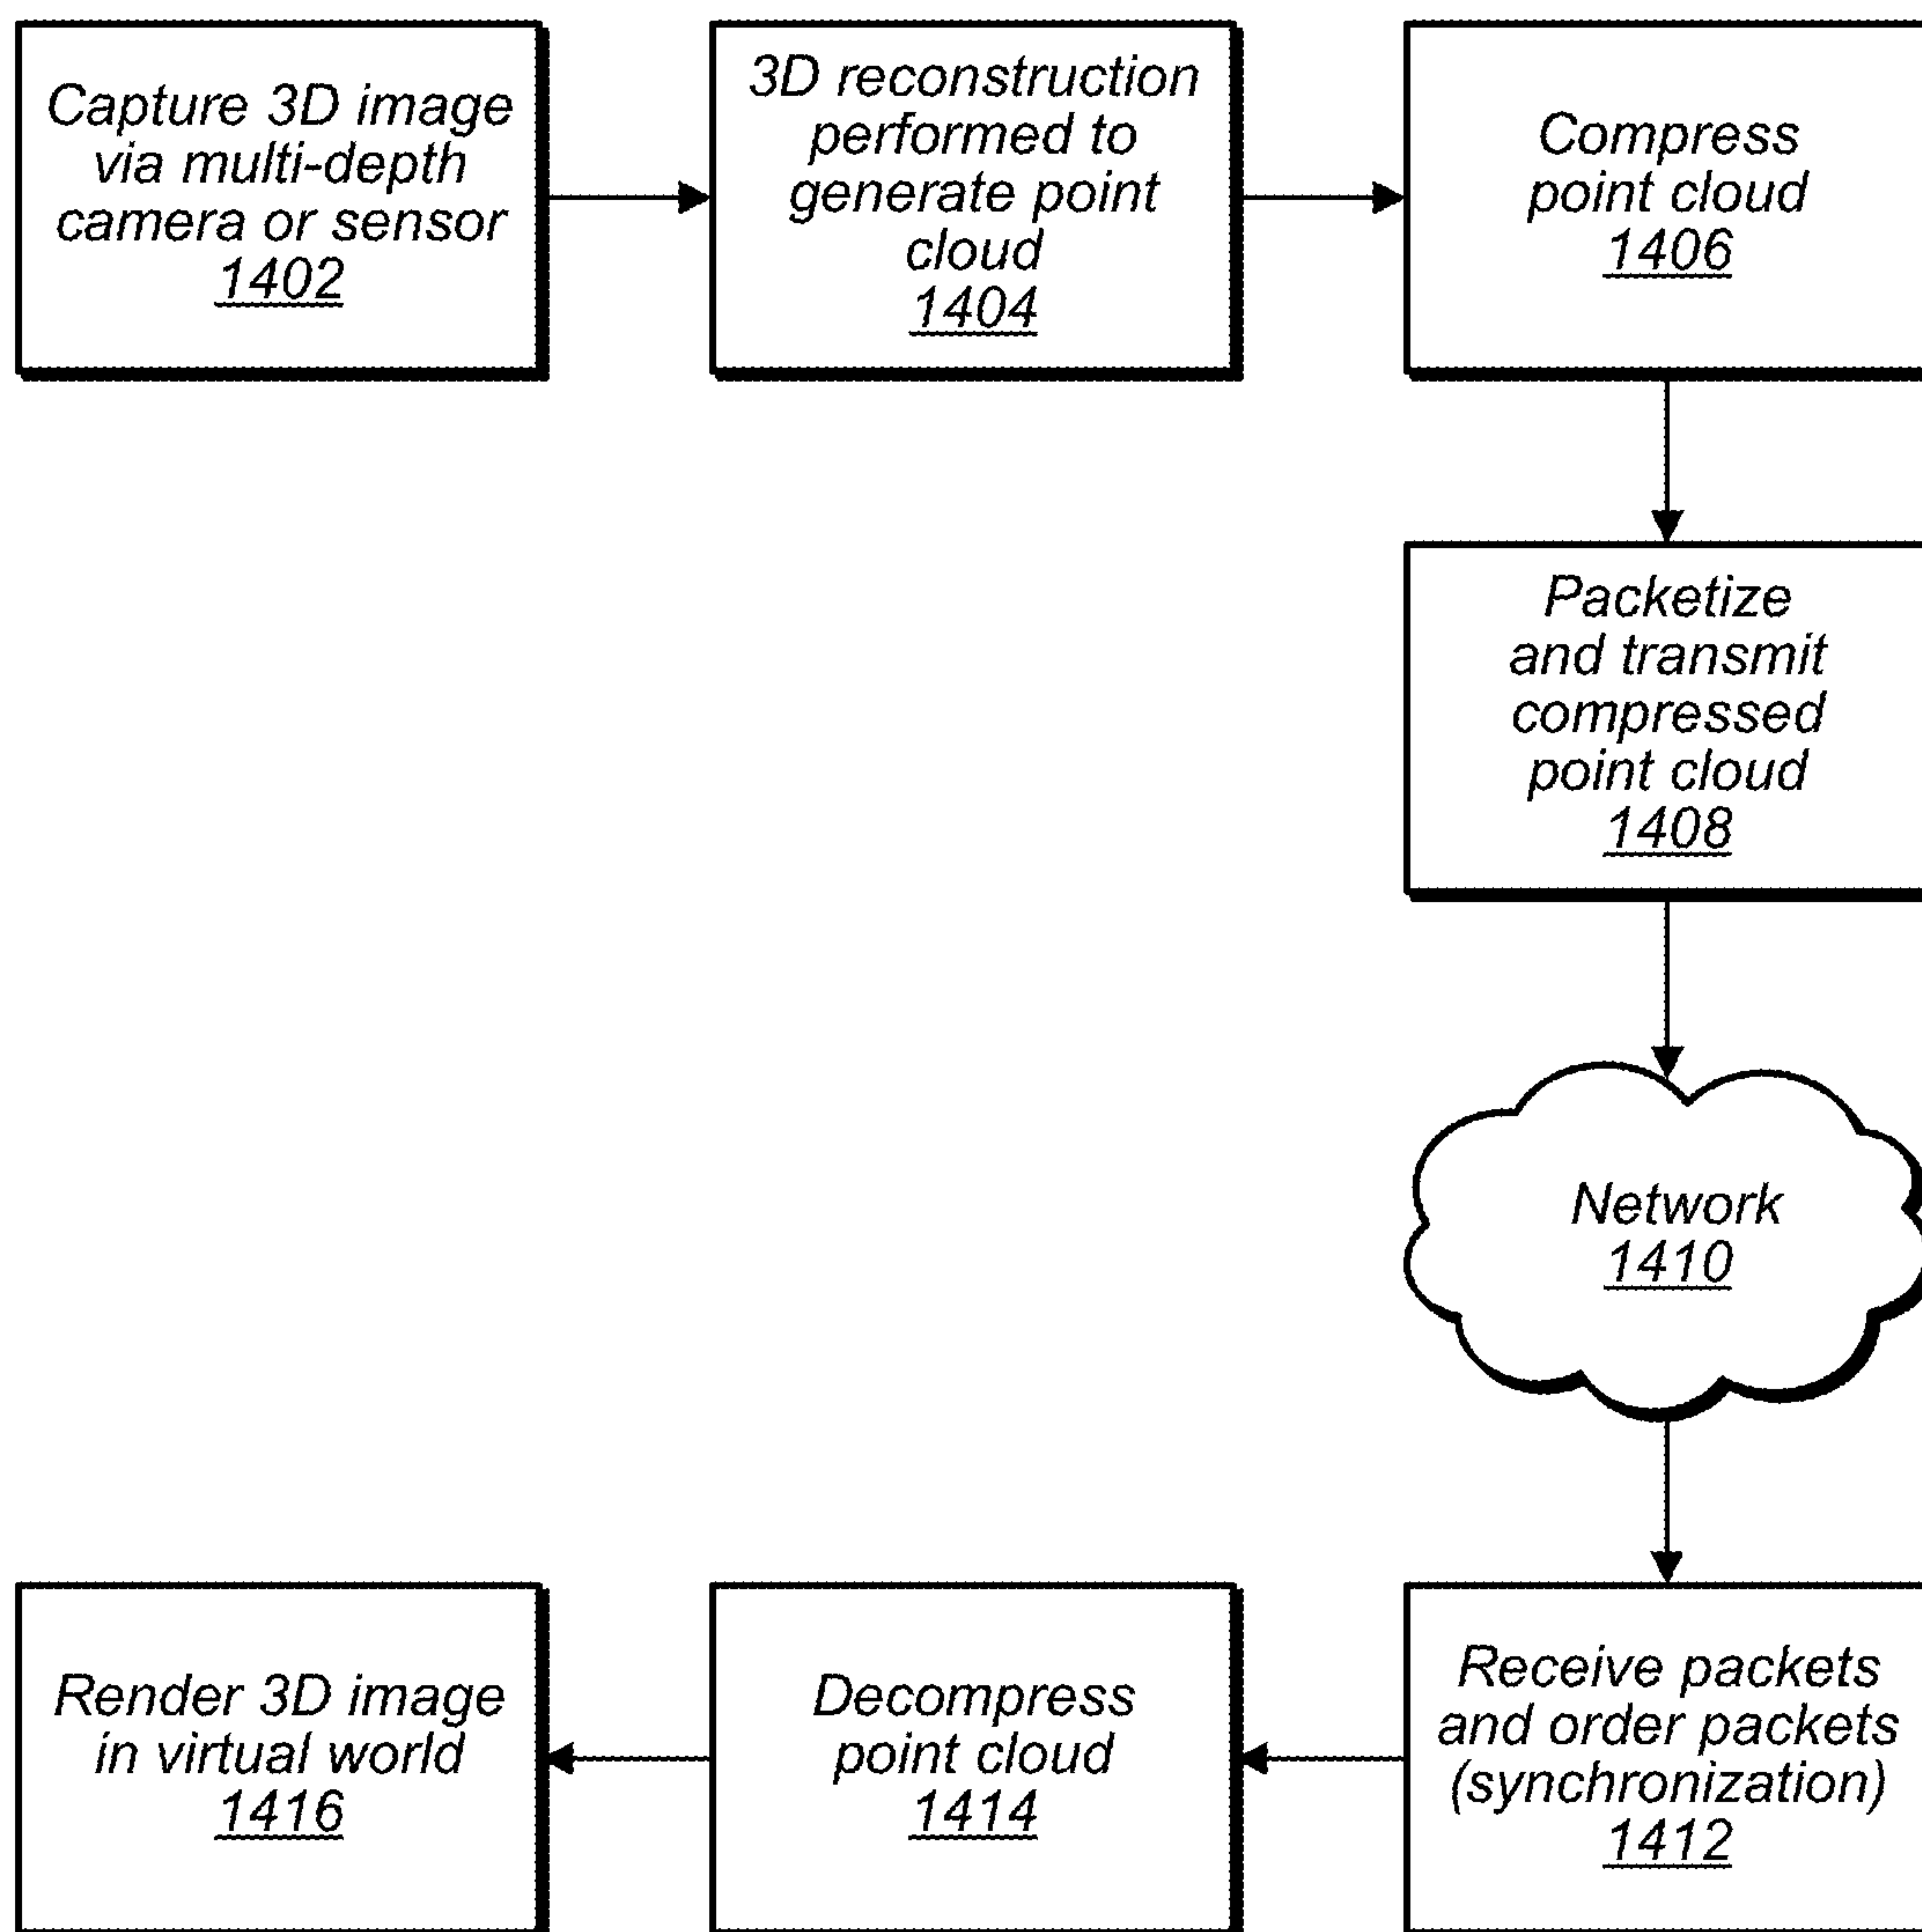 Capture 3D image
via multi-depth
camera or sensor
1402
3D reconstruction
performed to
generate point
cloud
1404
Compress
point cloud
1406
Packetize
and transmit
compressed
point cloud
1408
Network
1410
Receive packets
and order packets
(synchronization)
1412
Decompress
point cloud
1414
Render 3D image
in virtual world
1416